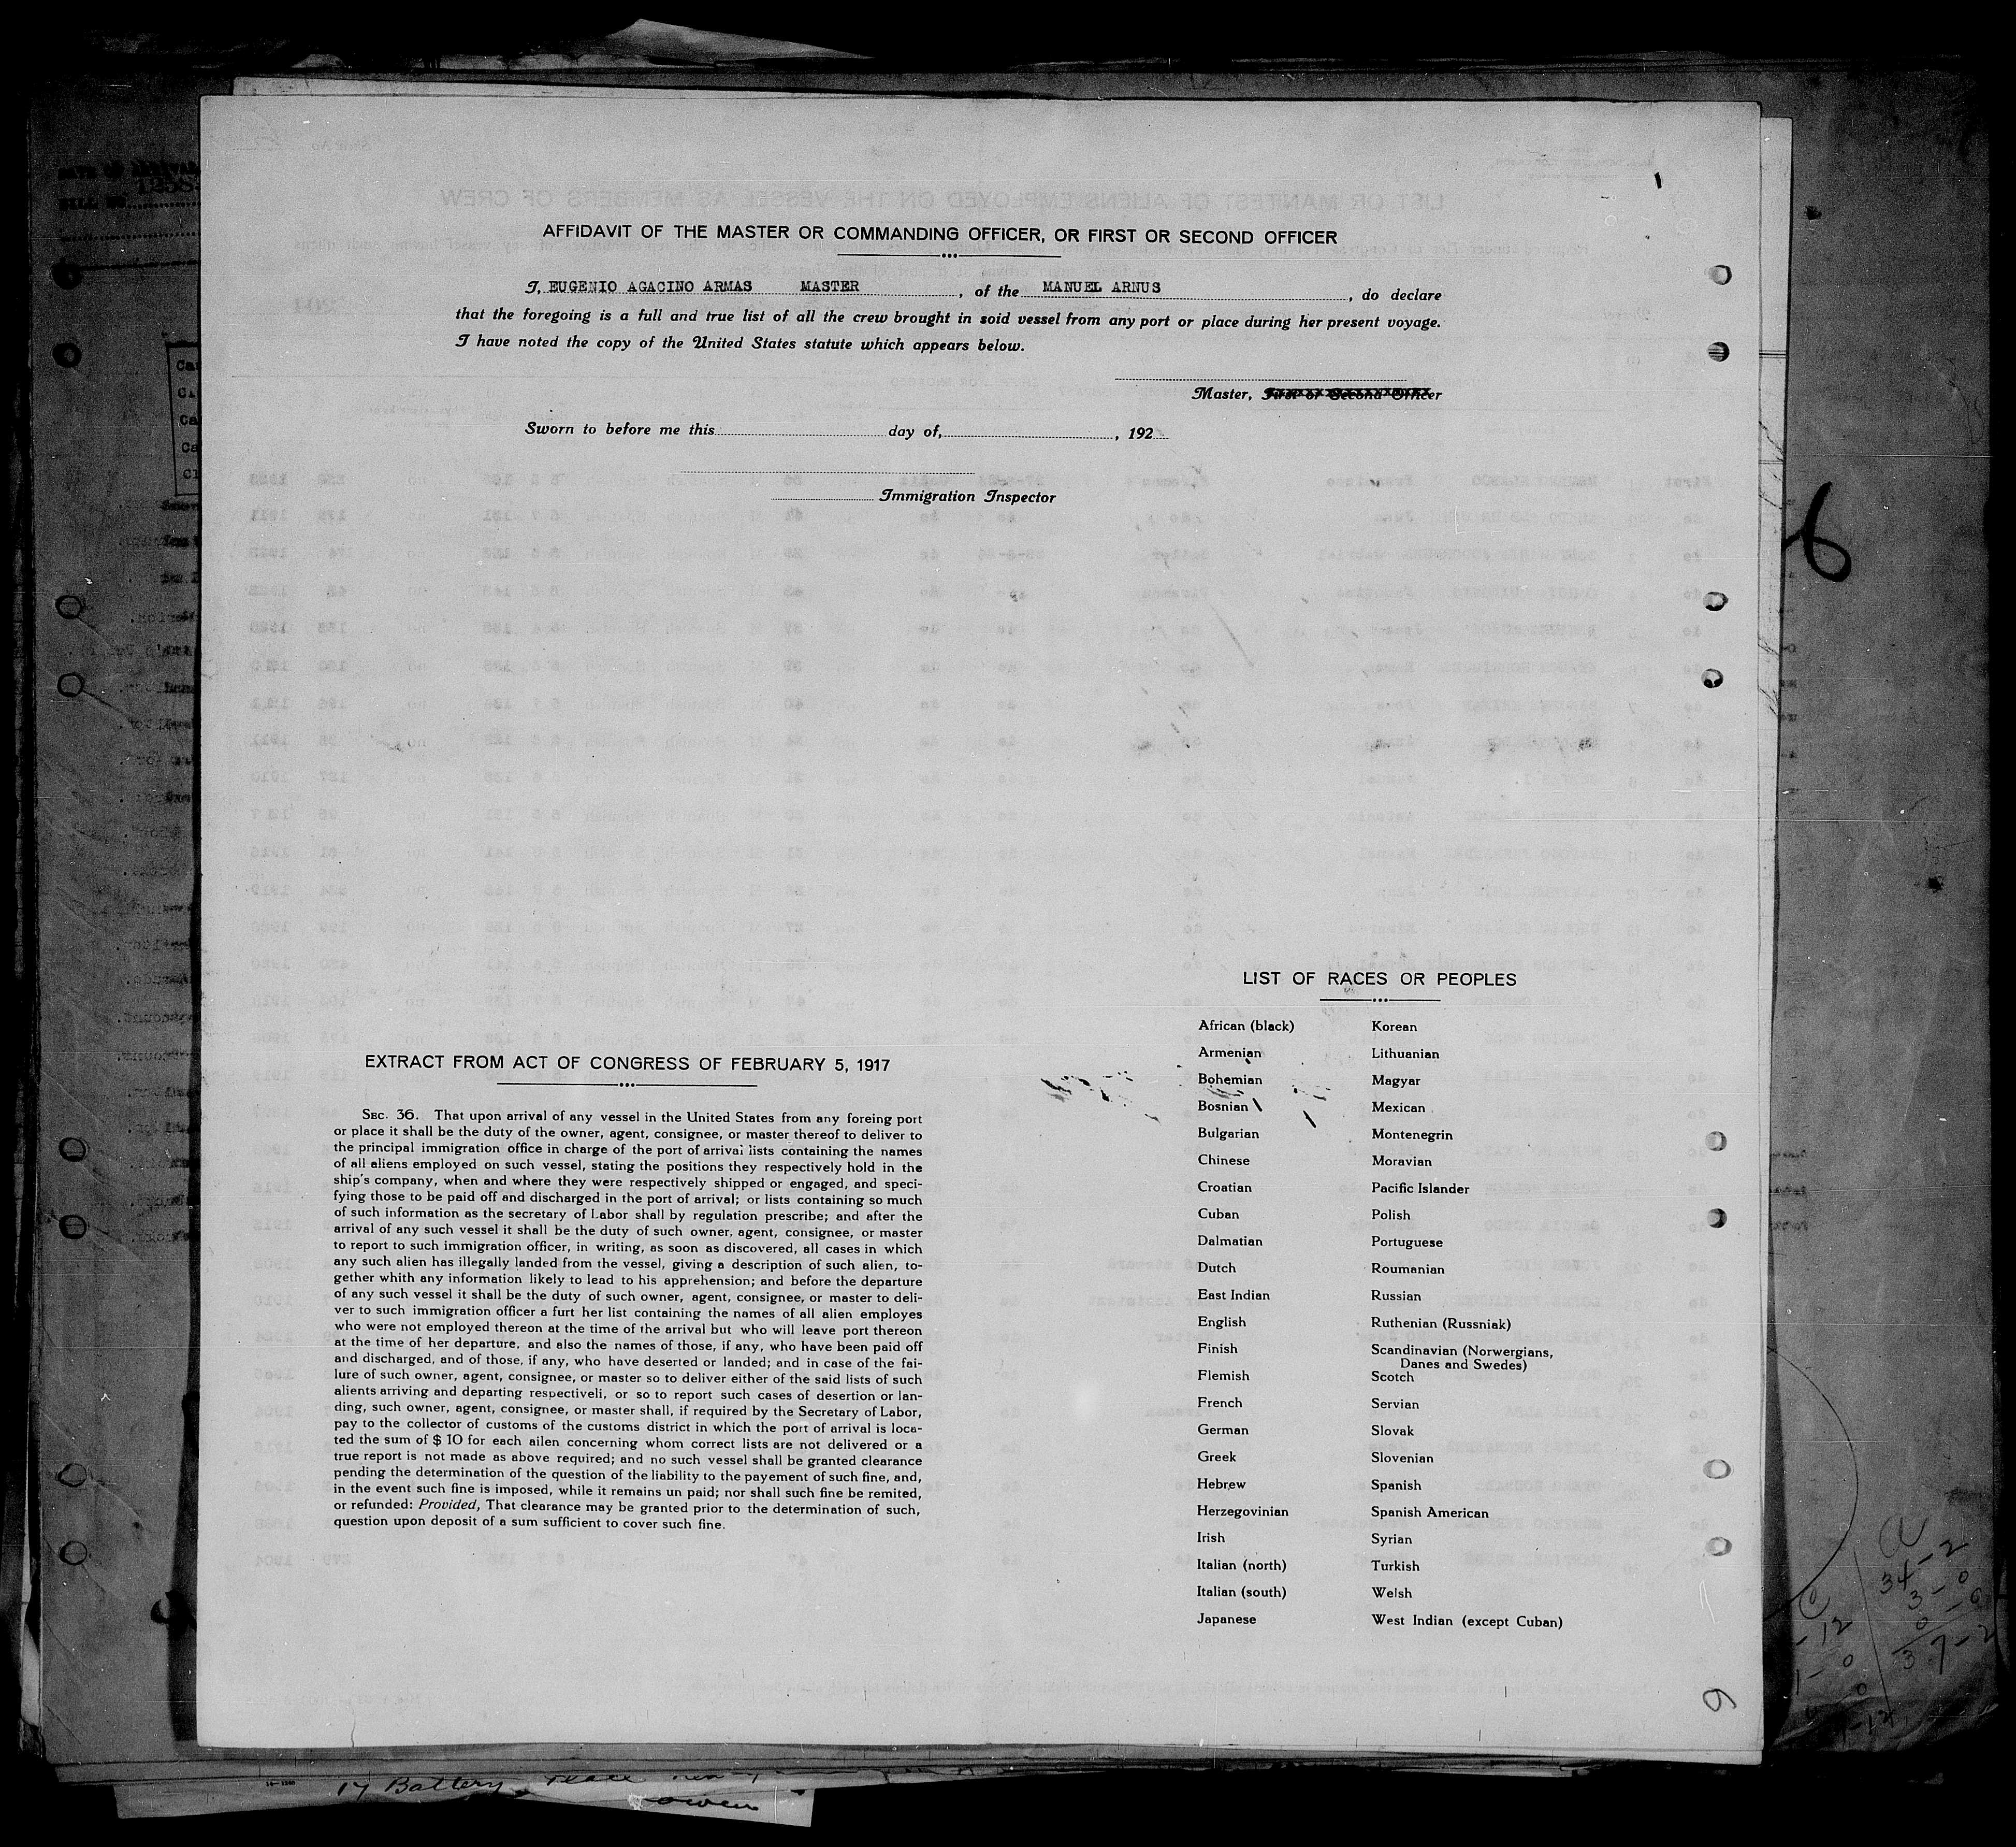 AFFIDAVIT OF THE MASTER OR COMMANDING OFFICER, OR FIRST OR SECOND OFFICER
I, EUGENIO AGACINO ARMAS MASTER, of the MANUEL ARNUS, do declare
that the foregoing is a full and true list of all the crew brought in soid vessel from any port or place during her present voyage.
I have noted the copy of the United States statute which appears below.
Master, First or Second Officer
Sworn to before me this day of, , 192
Immigration Inspector
EXTRACT FROM ACT OF CONGRESS OF FEBRUARY 5, 1917
SEC. 36. That upon arrival of any vessel in the United States from any foreing port
or place it shall be the duty of the owner, agent, consignee, or master thereof to deliver to
the principal immigration office in charge of the port of arrival lists containing the names
of all aliens employed on such vessel, stating the positions they respectively hold in the
ship's company, when and where they were respectively shipped or engaged, and speci-
fying those to be paid off and discharged in the port of arrival; or lists containing so much
of such information as the secretary of Labor shall by regulation prescribe; and after the
arrival of any such vessel it shall be the duty of such owner, agent, consignee, or master
to report to such immigration officer, in writing, as soon as discovered, all cases in which
any such alien has illegally landed from the vessel, giving a description of such alien, to-
gether whith any information likely to lead to his apprehension; and before the departure
of any such vessel it shall be the duty of such owner, agent, consignee, or master to deli-
ver to such immigration officer a furt her list containing the names of all alien employes
who were not employed thereon at the time of the arrival but who will leave port thereon
at the time of her departure, and also the names of those, if any, who have been paid off
and discharged, and of those, if any, who have deserted or landed; and in case of the fai-
lure of such owner, agent, consignee, or master so to deliver either of the said lists of such
alients arriving and departing respectiveli, or so to report such cases of desertion or lan-
ding, such owner, agent, consignee, or master shall, if required by the Secretary of Labor,
pay to the collector of customs of the customs district in which the port of arrival is loca-
ted the sum of $ 10 for each ailen concerning whom correct lists are not delivered or a
true report is not made as above required; and no such vessel shall be granted clearance
pending the determination of the question of the liability to the payement of such fine, and,
in the event such fine is imposed, while it remains un paid; nor shall such fine be remited,
or refunded: Provided, That clearance may be granted prior to the determination of such,
question upon deposit of a sum sufficient to cover such fine.
LIST OF RACES OR PEOPLES
African (black)
Armenian
Bohemian
Bosnian
Bulgarian
Chinese
Croatian
Cuban
Dalmatian
Dutch
East Indian
English
Finish
Flemish
French
German
Greek
Hebrew
Herzegovinian
Irish
Italian (north)
Italian (south)
Japanese
Korean
Lithuanian
Magyar
Mexican
Montenegrin
Moravian
Pacific Islander
Polish
Portuguese
Roumanian
Russian
Ruthenian (Russniak)
Scandinavian (Norwergians,
Danes and Swedes)
Scotch
Servian
Slovak
Slovenian
Spanish
Spanish American
Syrian
Turkish
Welsh
West Indian (except Cuban)
6
34-2
3-0
0-0
37-2
17 Battery